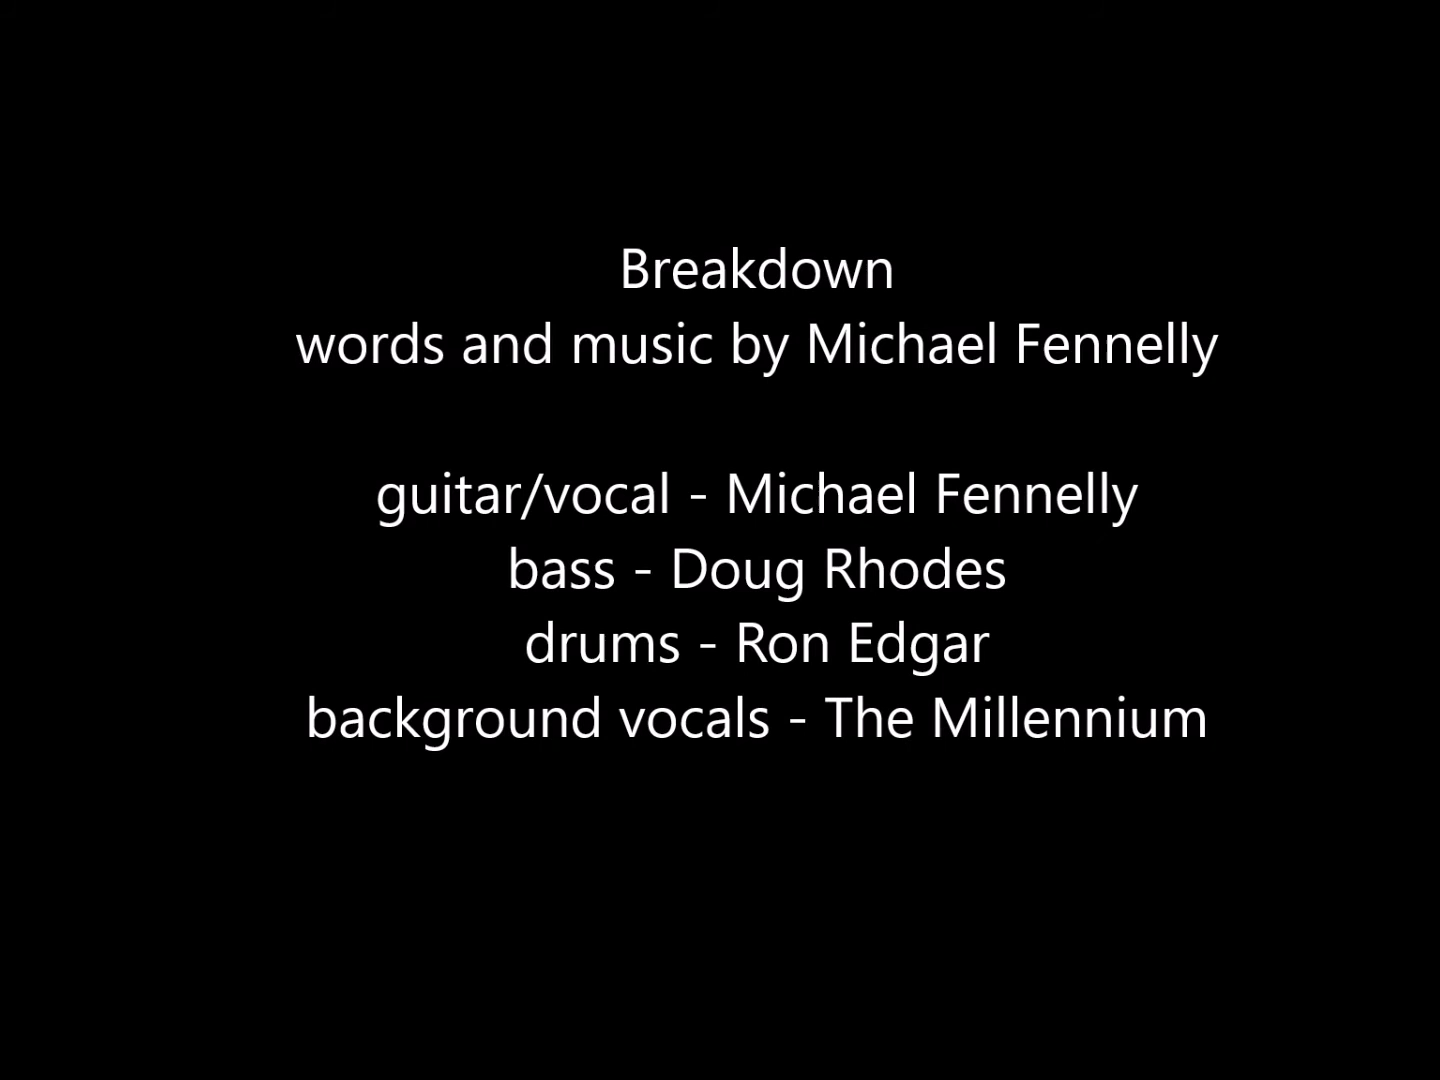 Breakdown
words and music by Michael Fennelly
guitar/vocal - Michael Fennelly
bass - Doug Rhodes
drums - Ron Edgar
background vocals - The Millennium